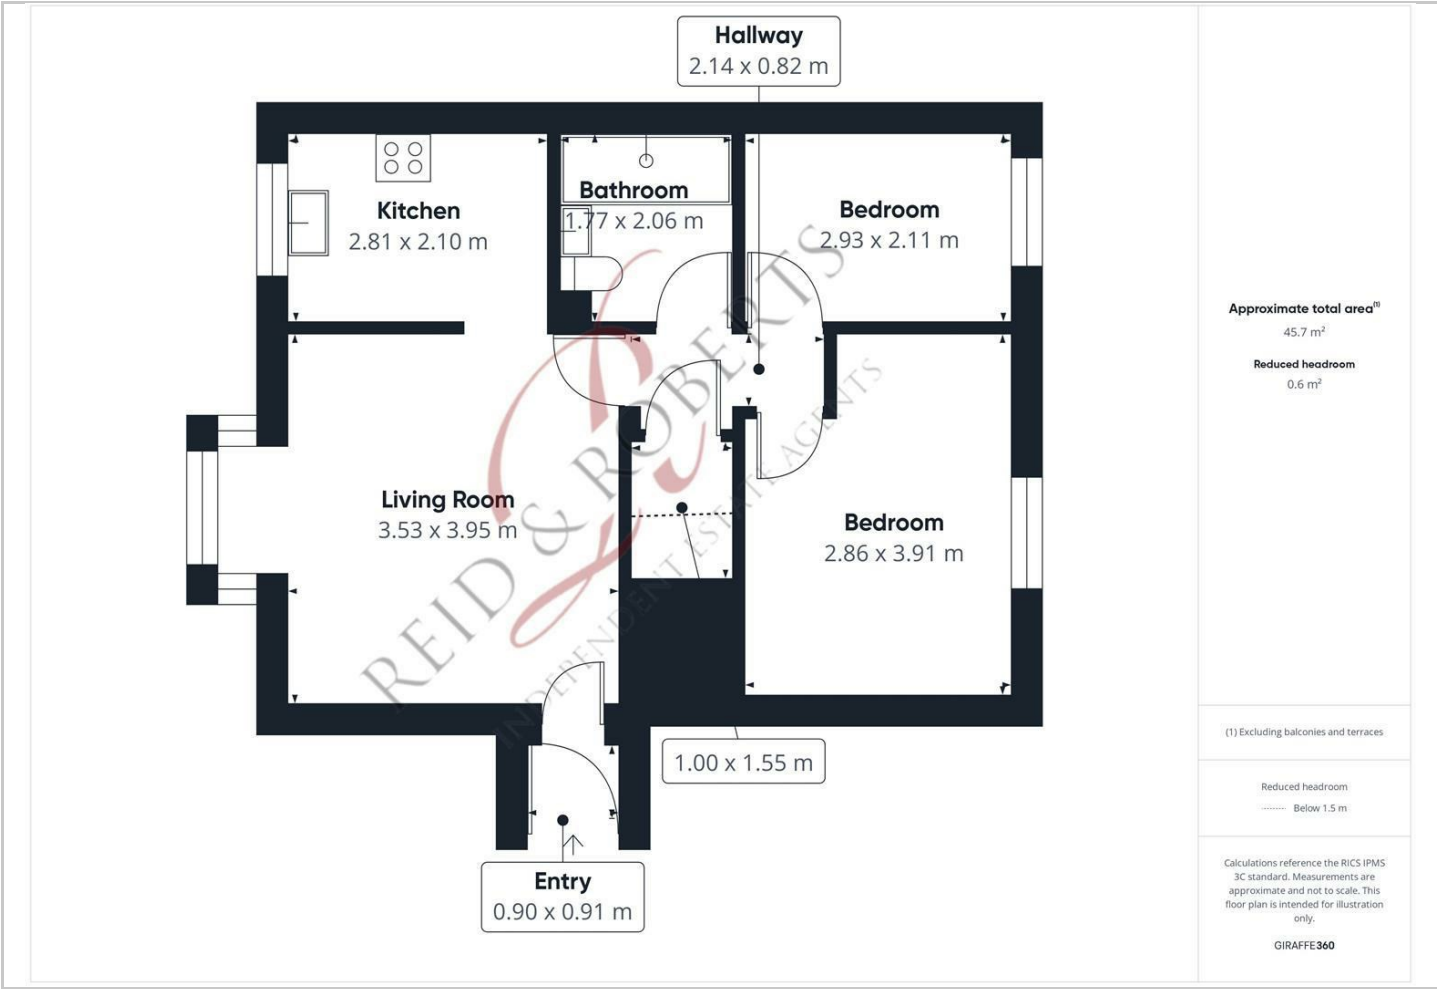 Hallway
2.14 x 0.82 m
Kitchen
2.81 x 2.10 m
Bathroom
1.77 x 2.06 m
Bedroom
2.93 x 2.11 m
Living Room
3.53 x 3.95 m
Bedroom
2.86 x 3.91 m
1.00 x 1.55 m
Entry
0.90 x 0.91 m
REID & ROBERTS
INDEPENDENT ESTATE AGENTS
Approximate total area(1)
45.7 m²
Reduced headroom
0.6 m²
(1) Excluding balconies and terraces
Reduced headroom
Below 1.5 m
Calculations reference the RICS IPMS
3C standard. Measurements are
approximate and not to scale. This
floor plan is intended for illustration
only.
GIRAFFE360